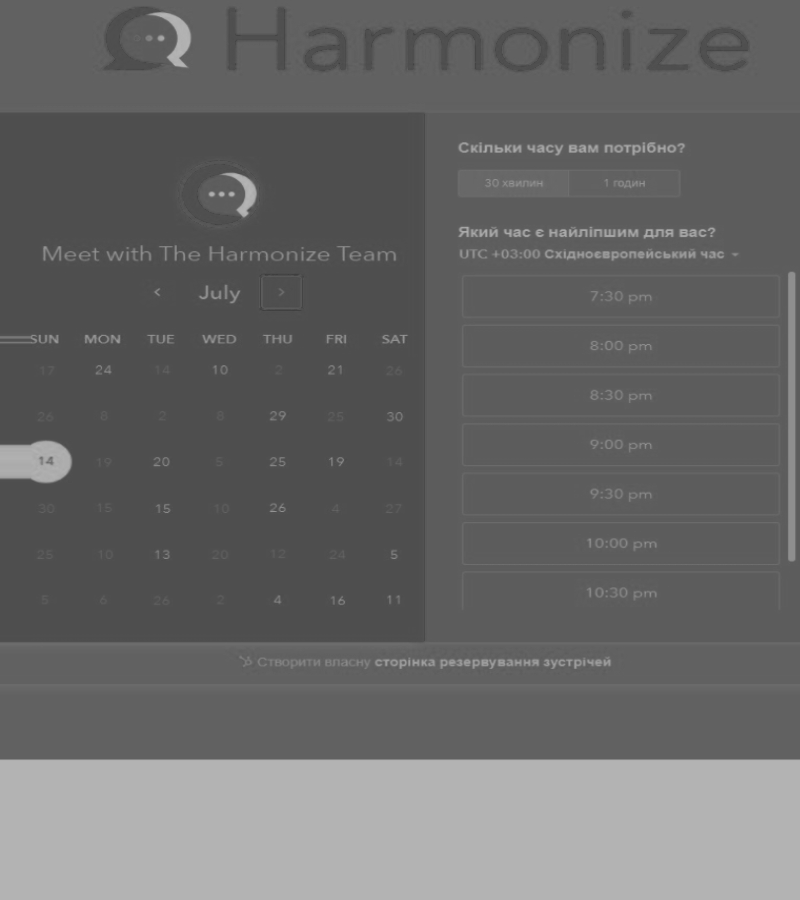 Harmonize
Meet with The Harmonize Team
‹ July ›
SUN MON TUE WED THU FRI SAT
17 24 14 10 2 21 26
26 8 2 8 29 25 30
14 19 20 5 25 19 14
30 15 15 10 26 4 27
25 10 13 20 12 24 5
5 6 26 2 4 16 11
Скільки часу вам потрібно?
30 хвилин 1 годин
Який час є найліпшим для вас?
UTC +03:00 Східноєвропейський час
7:30 pm
8:00 pm
8:30 pm
9:00 pm
9:30 pm
10:00 pm
10:30 pm
Створити власну сторінка резервування зустрічей